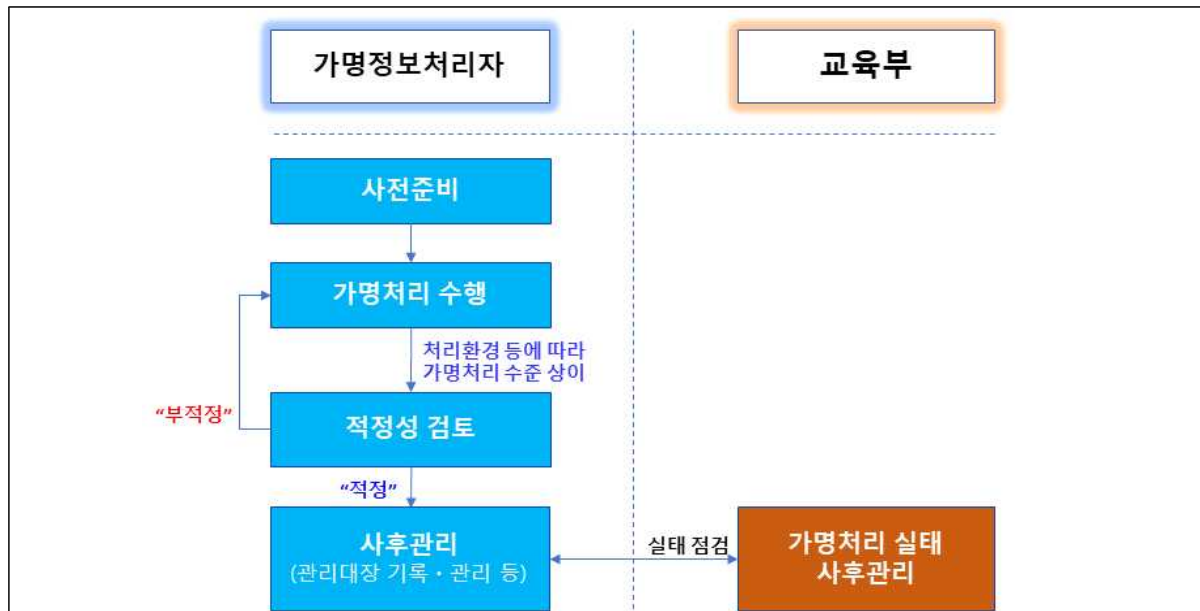 가명정보처리자
교육부
사전준비
가명처리 수행
처리환경 등에 따라
가명처리 수준 상이
“부적정”
적정성 검토
“적정”
사후관리
(관리대장 기록・관리 등)
실태 점검
가명처리 실태
사후관리